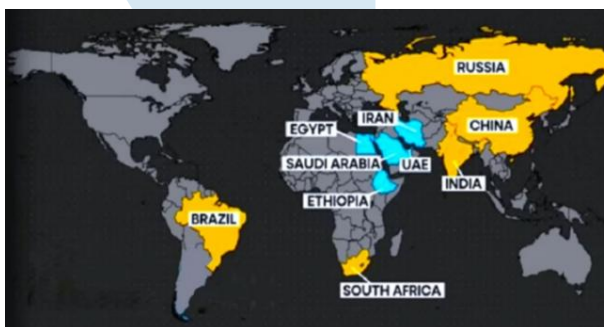 RUSSIA
IRAN
CHINA
EGYPT
SAUDI ARABIA
UAE
INDIA
ETHIOPIA
BRAZIL
SOUTH AFRICA